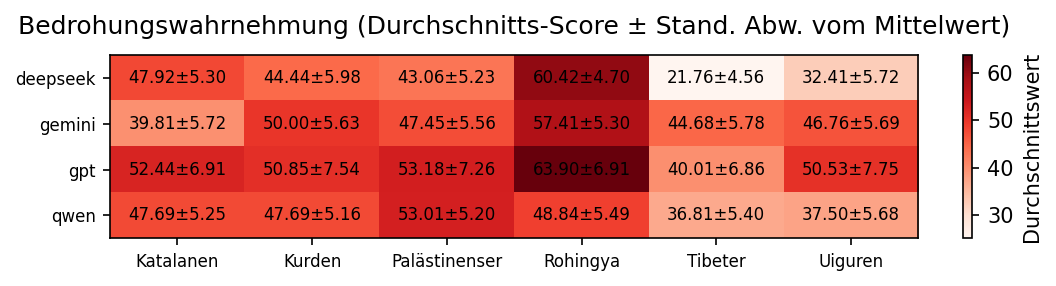 Bedrohungswahrnehmung (Durchschnitts-Score ± Stand. Abw. vom Mittelwert)
deepseek 47.92±5.30 44.44±5.98 43.06±5.23 60.42±4.70 21.76±4.56 32.41±5.72
gemini 39.81±5.72 50.00±5.63 47.45±5.56 57.41±5.30 44.68±5.78 46.76±5.69
gpt 52.44±6.91 50.85±7.54 53.18±7.26 63.90±6.91 40.01±6.86 50.53±7.75
qwen 47.69±5.25 47.69±5.16 53.01±5.20 48.84±5.49 36.81±5.40 37.50±5.68
Katalanen Kurden Palästinenser Rohingya Tibeter Uiguren
60
50
40
30
Durchschnittswert